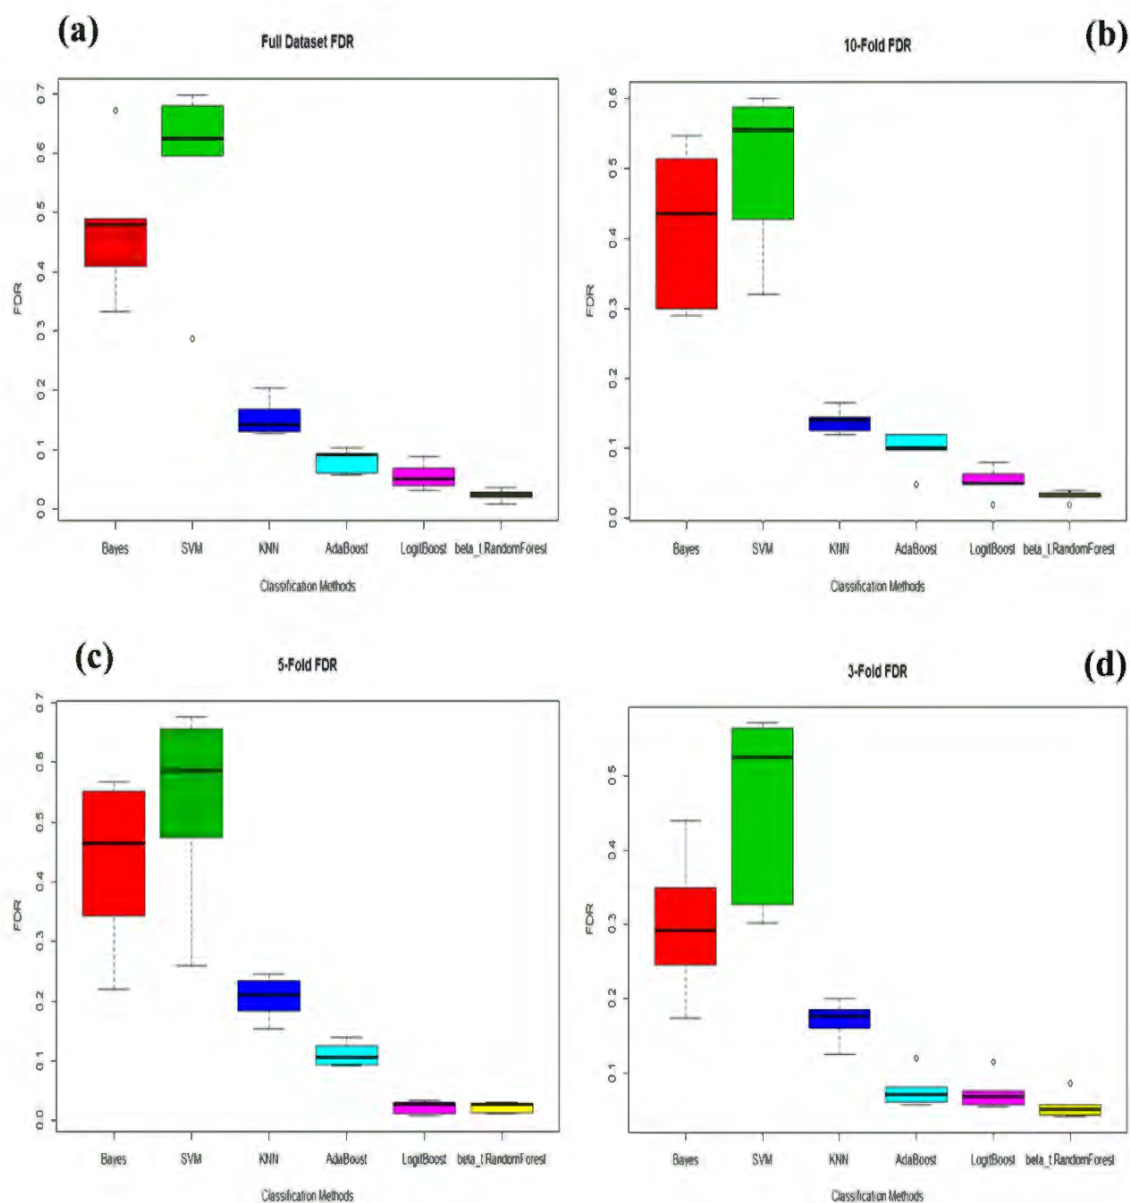 (a)
Full Dataset FDR
FDR
0.7
0.6
0.5
0.4
0.3
0.2
0.1
0.0
Bayes SVM KNN AdaBoost LogitBoost beta_t.RandomForest
Classification Methods
(b)
10-Fold FDR
FDR
0.6
0.5
0.4
0.3
0.2
0.1
0.0
Bayes SVM KNN AdaBoost LogitBoost beta_t.RandomForest
Classification Methods
(c)
5-Fold FDR
FDR
0.7
0.6
0.5
0.4
0.3
0.2
0.1
0.0
Bayes SVM KNN AdaBoost LogitBoost beta_t.RandomForest
Classification Methods
(d)
3-Fold FDR
FDR
0.5
0.4
0.3
0.2
0.1
Bayes SVM KNN AdaBoost LogitBoost beta_t.RandomForest
Classification Methods